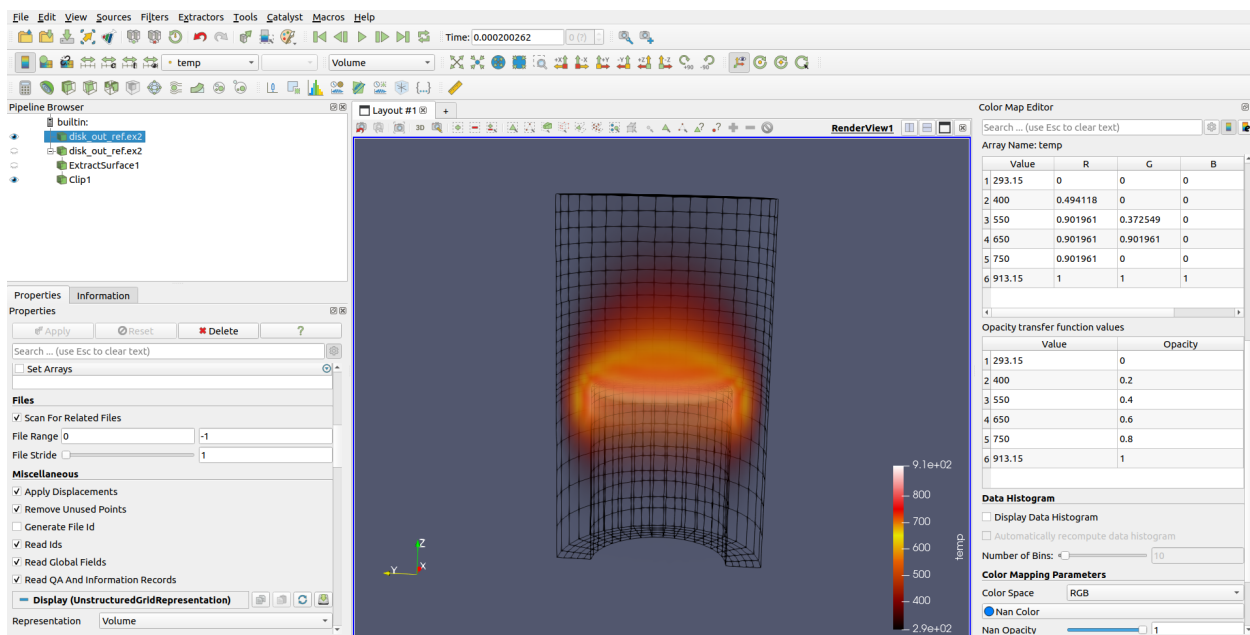 File Edit View Sources Filters Extractors Tools Catalyst Macros Help
Time: 0.000200262 0 (?)
temp Volume
Pipeline Browser
builtin:
disk_out_ref.ex2
disk_out_ref.ex2
ExtractSurface1
Clip1
Properties Information
Properties
Apply Reset Delete ?
Search ... (use Esc to clear text)
Set Arrays
Files
Scan For Related Files
File Range 0 -1
File Stride 1
Miscellaneous
Apply Displacements
Remove Unused Points
Generate File Id
Read Ids
Read Global Fields
Read QA And Information Records
Display (UnstructuredGridRepresentation)
Representation Volume
Layout #1 +
3D RenderView1
Z
Y X
9.1e+02
800
700
600
500
400
2.9e+02
temp
Color Map Editor
Search ... (use Esc to clear text)
Array Name: temp
Value R G B
1 293.15 0 0 0
2 400 0.494118 0 0
3 550 0.901961 0.372549 0
4 650 0.901961 0.901961 0
5 750 0.901961 0 0
6 913.15 1 1 1
Opacity transfer function values
Value Opacity
1 293.15 0
2 400 0.2
3 550 0.4
4 650 0.6
5 750 0.8
6 913.15 1
Data Histogram
Display Data Histogram
Automatically recompute data histogram
Number of Bins: 10
Color Mapping Parameters
Color Space RGB
Nan Color
Nan Opacity 1